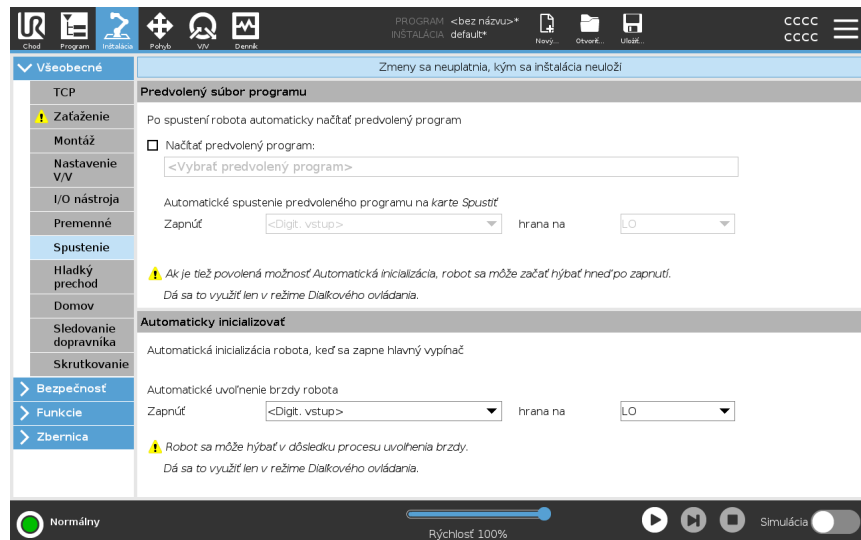 UR
Chod
Program
Inštalácia
Pohyb
V/V
Denník
PROGRAM <bez názvu>*
INŠTALÁCIA default*
Nový...
Otvoriť...
Uložiť...
CCCC
CCCC
Všeobecné
TCP
Zaťaženie
Montáž
Nastavenie
V/V
I/O nástroja
Premenné
Spustenie
Hladký
prechod
Domov
Sledovanie
dopravníka
Skrutkovanie
Bezpečnosť
Funkcie
Zbernica
Zmeny sa neuplatnia, kým sa inštalácia neuloží
Predvolený súbor programu
Po spustení robota automaticky načítať predvolený program
Načítať predvolený program:
<Vybrať predvolený program>
Automatické spustenie predvoleného programu na karte Spustiť
Zapnúť <Digit. vstup> hrana na LO
Ak je tiež povolená možnosť Automatická inicializácia, robot sa môže začať hýbať hneď po zapnutí.
Dá sa to využiť len v režime Diaľkového ovládania.
Automaticky inicializovať
Automatická inicializácia robota, keď sa zapne hlavný vypínač
Automatické uvoľnenie brzdy robota
Zapnúť <Digit. vstup> hrana na LO
Robot sa môže hýbať v dôsledku procesu uvoľnenia brzdy.
Dá sa to využiť len v režime Diaľkového ovládania.
Normálny
Rýchlosť 100%
Simulácia